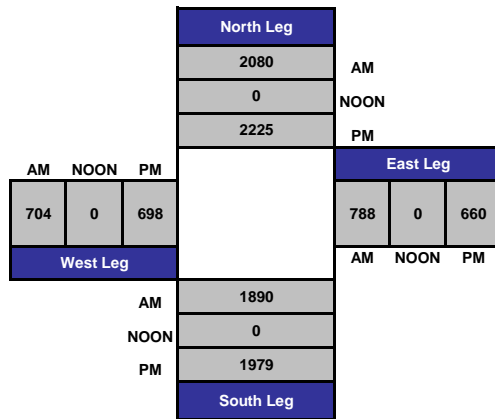 North Leg
2080 AM
0 NOON
2225 PM
AM NOON PM East Leg
704 0 698 788 0 660
West Leg AM NOON PM
AM 1890
NOON 0
PM 1979
South Leg